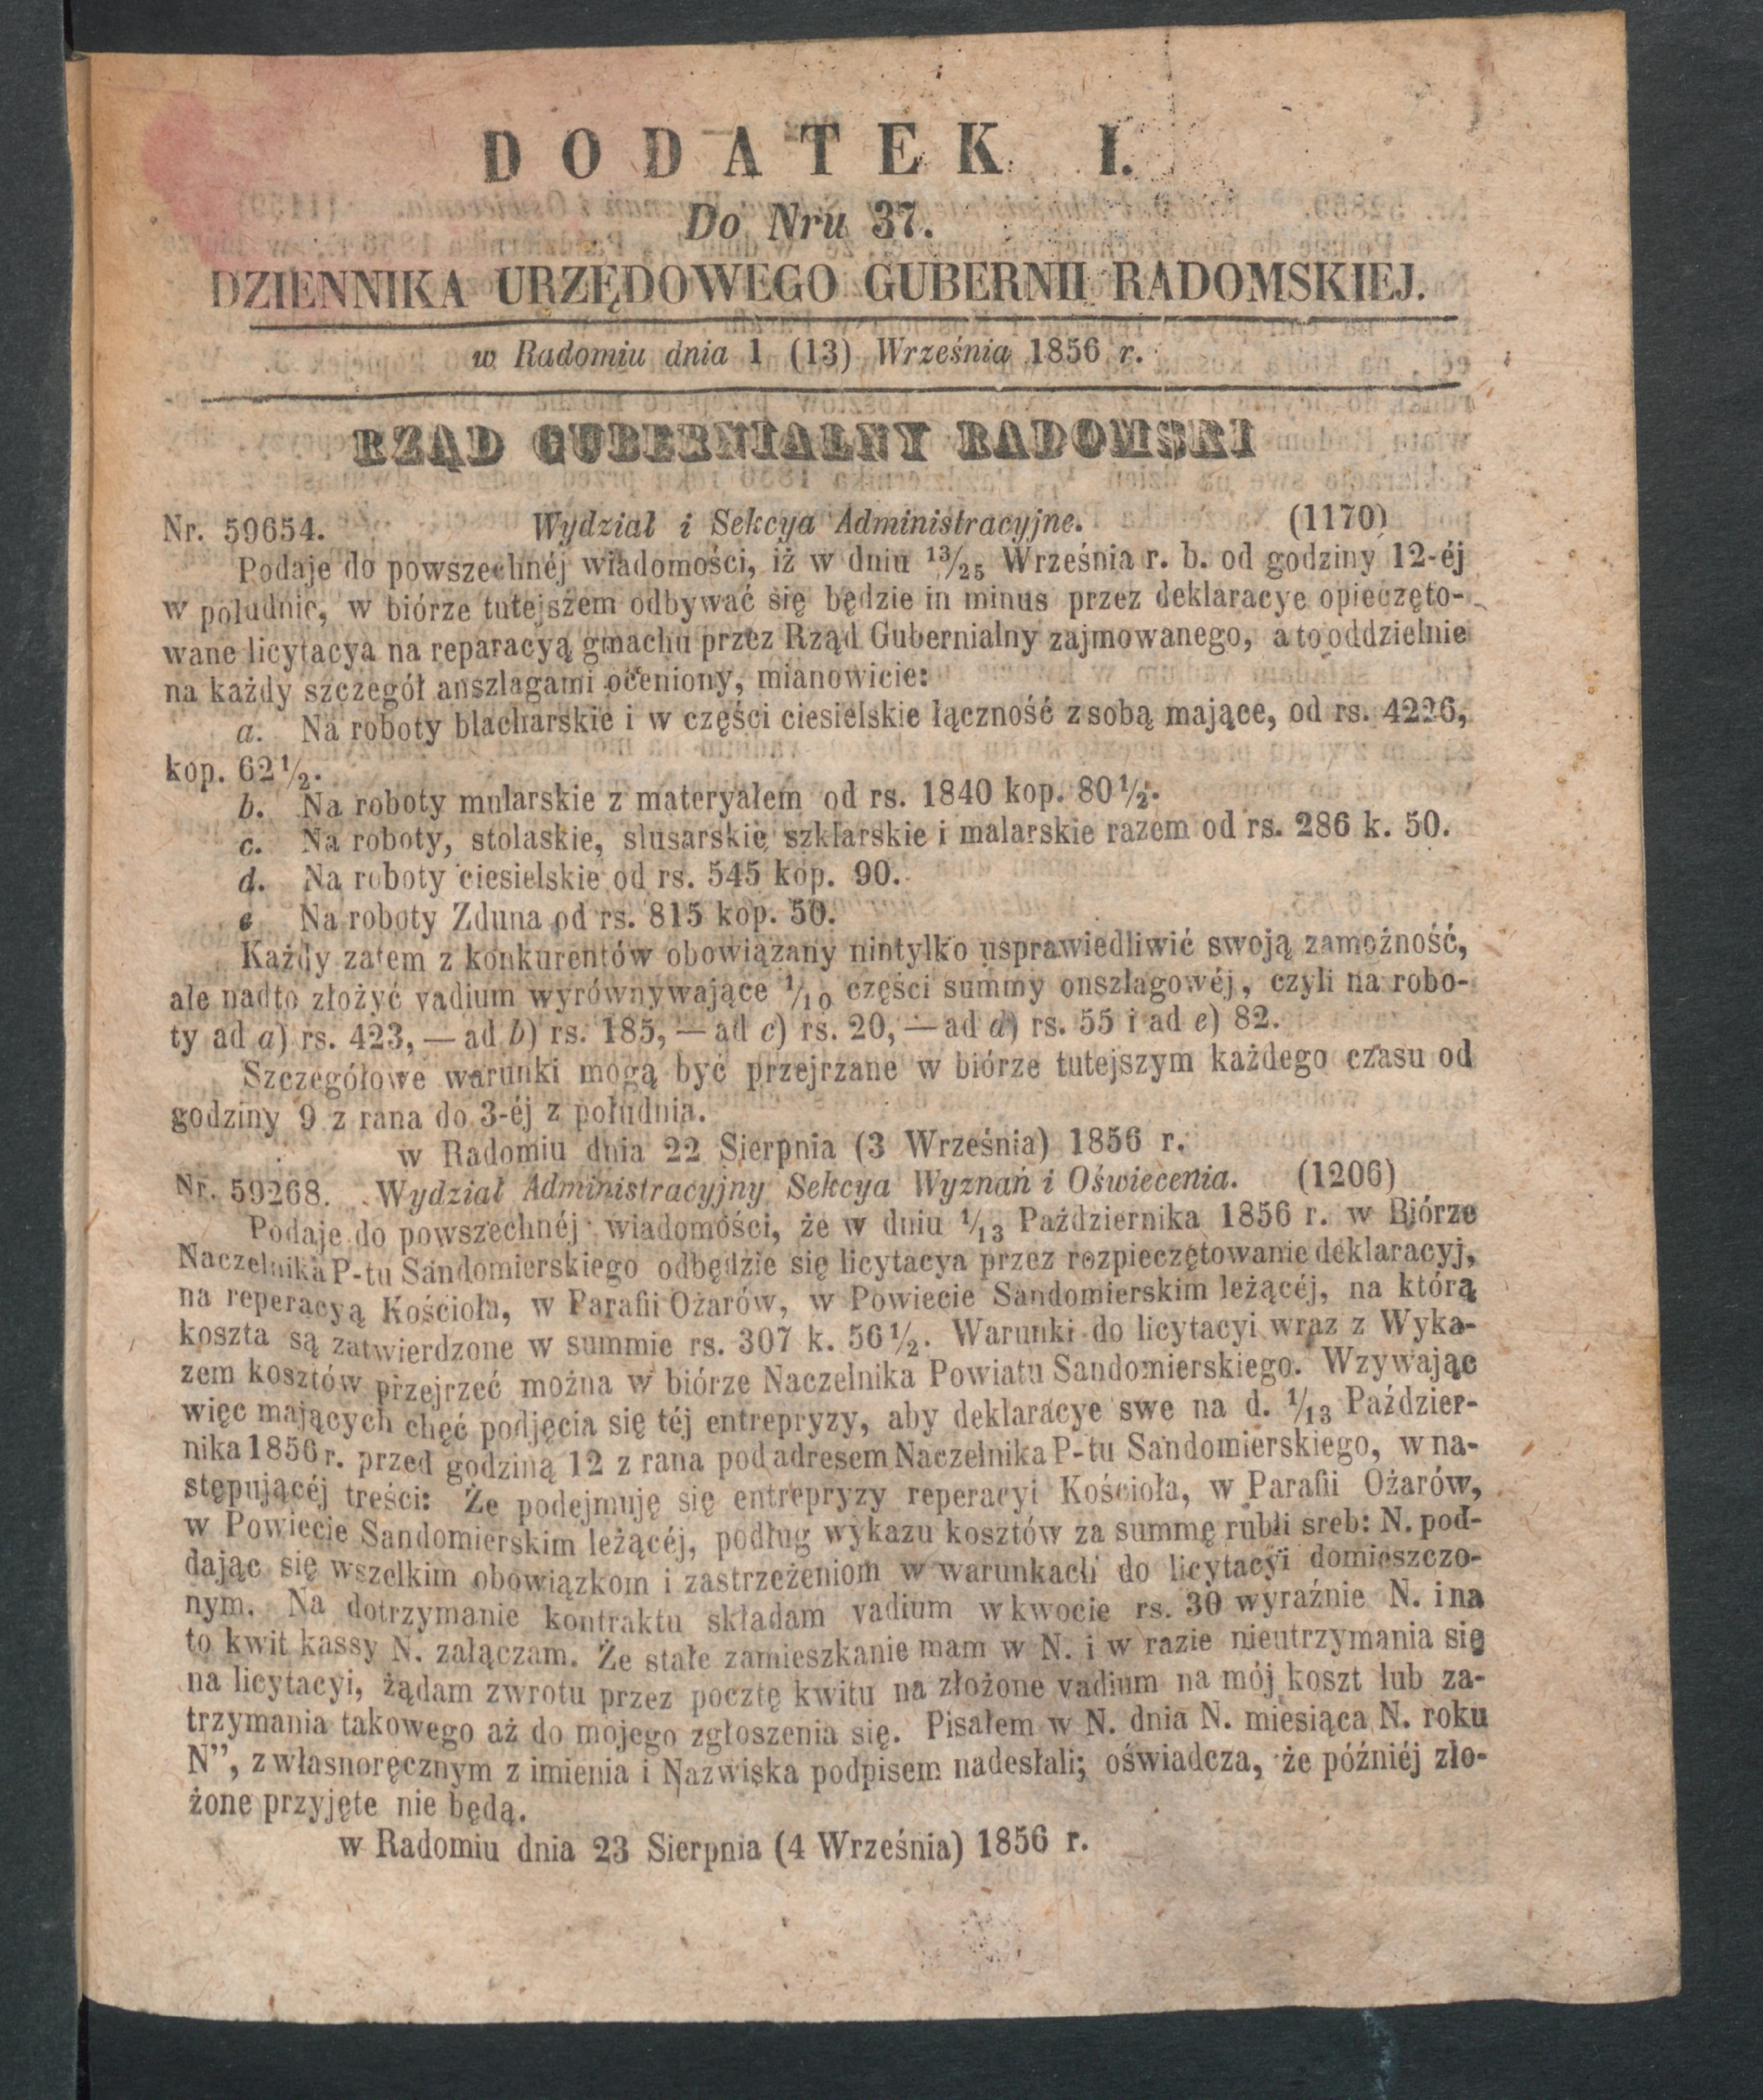 DODATEK I.
Do Nru 37.
DZIENNIKA URZĘDOWEGO GUBERNII RADOMSKIEJ.
w Radomiu dnia 1 (13) Września 1856 r.
RZĄD GUBERNIALNY RADOMSKI
Nr. 59654. Wydział i Sekcya Administracyjne. (1170)
Podaje do powszechnéj wiadomości, iż w dniu 13/25 Września r. b. od godziny 12-éj
w południe, w biórze tutejszem odbywać się będzie in minus przez deklaracye opieczęto-
wane licytacya na reparacyą gmachu przez Rząd Gubernialny zajmowanego, a to oddzielnie
na każdy szczegół anszlagami oceniony, mianowicie:
a. Na roboty blacharskie i w części ciesielskie łączność z sobą mające, od rs. 4226,
kop. 62½.
b. Na roboty mularskie z materyałem od rs. 1840 kop. 80½.
c. Na roboty, stolaskie, slusarskie szklarskie i malarskie razem od rs. 286 k. 50.
d. Na roboty ciesielskie od rs. 545 kop. 90.
e Na roboty Zduna od rs. 815 kop. 50.
Każdy zatem z konkurentów obowiązany nintylko usprawiedliwić swoją zamożność,
ale nadto złożyć vadium wyrównywające 1/10 części summy onszlagowéj, czyli na robo-
ty ad a) rs. 423, — ad b) rs. 185, — ad c) rs. 20, — ad d) rs. 55 i ad e) 82.
Szczegółowe warunki mogą być przejrzane w biórze tutejszym każdego czasu od
godziny 9 z rana do 3-éj z południa.
w Radomiu dnia 22 Sierpnia (3 Września) 1856 r.
Nr. 59268. Wydział Administracyjny Sekcya Wyznań i Oświecenia. (1206)
Podaje do powszechnéj wiadomości, że w dniu 1/13 Października 1856 r. w Biórze
Naczelnika P-tu Sandomierskiego odbędzie się licytacya przez rozpieczętowanie deklaracyj,
na reperacyą Kościoła, w Parafii Ożarów, w Powiecie Sandomierskim leżącéj, na którą
koszta są zatwierdzone w summie rs. 307 k. 56½. Warunki do licytacyi wraz z Wyka-
zem kosztów przejrzeć można w biórze Naczelnika Powiatu Sandomierskiego. Wzywając
więc mających chęć podjęcia się téj entrepryzy, aby deklaracye swe na d. 1/13 Paździer-
nika 1856 r. przed godziną 12 z rana pod adresem Naczelnika P-tu Sandomierskiego, w na-
stępującéj treści: Że podejmuję się entrepryzy reperacyi Kościoła, w Parafii Ożarów,
w Powiecie Sandomierskim leżącéj, podług wykazu kosztów za summę rubli sreb: N. pod-
dając się wszelkim obowiązkom i zastrzeżeniom w warunkach do licytacyi domieszczo-
nym. Na dotrzymanie kontraktu składam vadium w kwocie rs. 30 wyraźnie N. i na
to kwit kassy N. załączam. Że stałe zamieszkanie mam w N. i w razie nieutrzymania się
na licytacyi, żądam zwrotu przez pocztę kwitu na złożone vadium na mój koszt lub za-
trzymania takowego aż do mojego zgłoszenia się. Pisałem w N. dnia N. miesiąca N. roku
N”, z własnoręcznym z imienia i Nazwiska podpisem nadesłali; oświadcza, że późniéj zło-
żone przyjęte nie będą.
w Radomiu dnia 23 Sierpnia (4 Września) 1856 r.